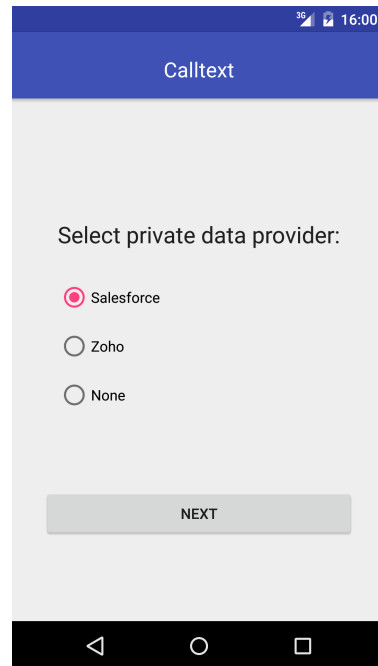 3G 16:00
Calltext
Select private data provider:
Salesforce
Zoho
None
NEXT